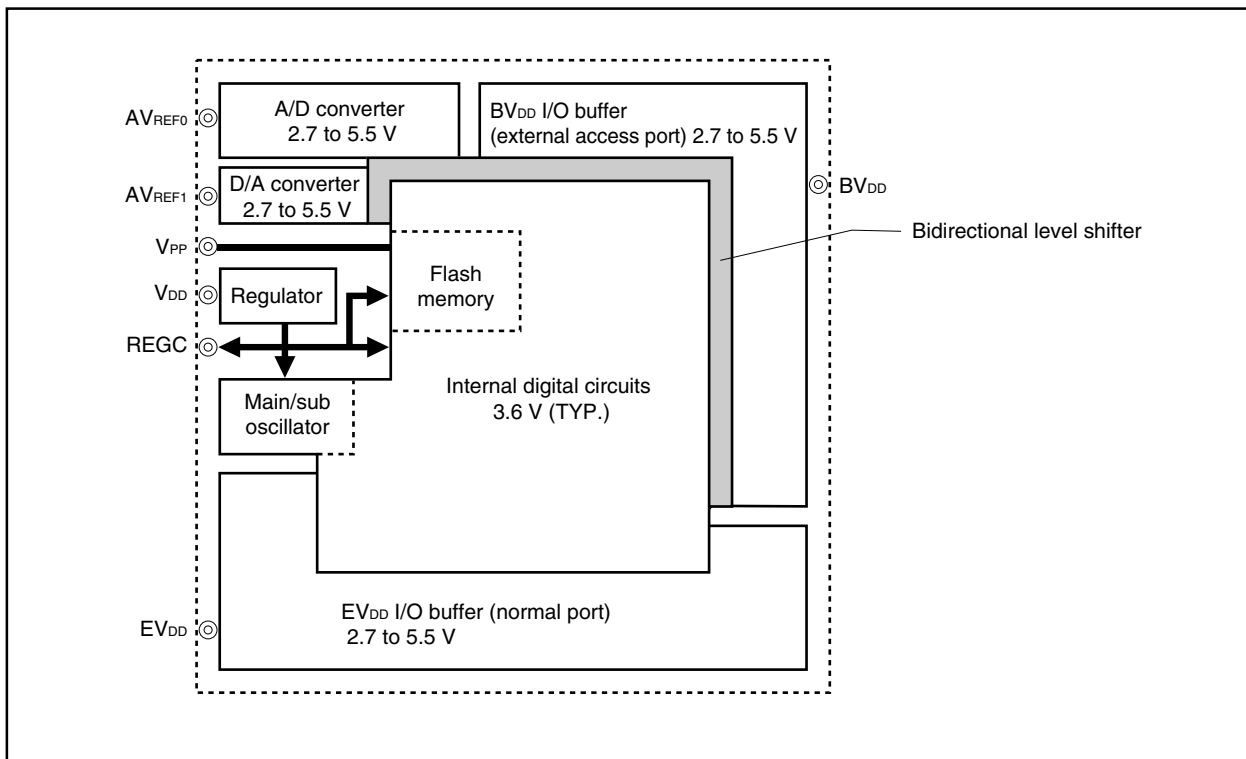 AVREF0
A/D converter
2.7 to 5.5 V
BVDD I/O buffer
(external access port) 2.7 to 5.5 V
AVREF1
D/A converter
2.7 to 5.5 V
BVDD
Bidirectional level shifter
VPP
Flash
memory
VDD
Regulator
REGC
Internal digital circuits
3.6 V (TYP.)
Main/sub
oscillator
EVDD
EVDD I/O buffer (normal port)
2.7 to 5.5 V